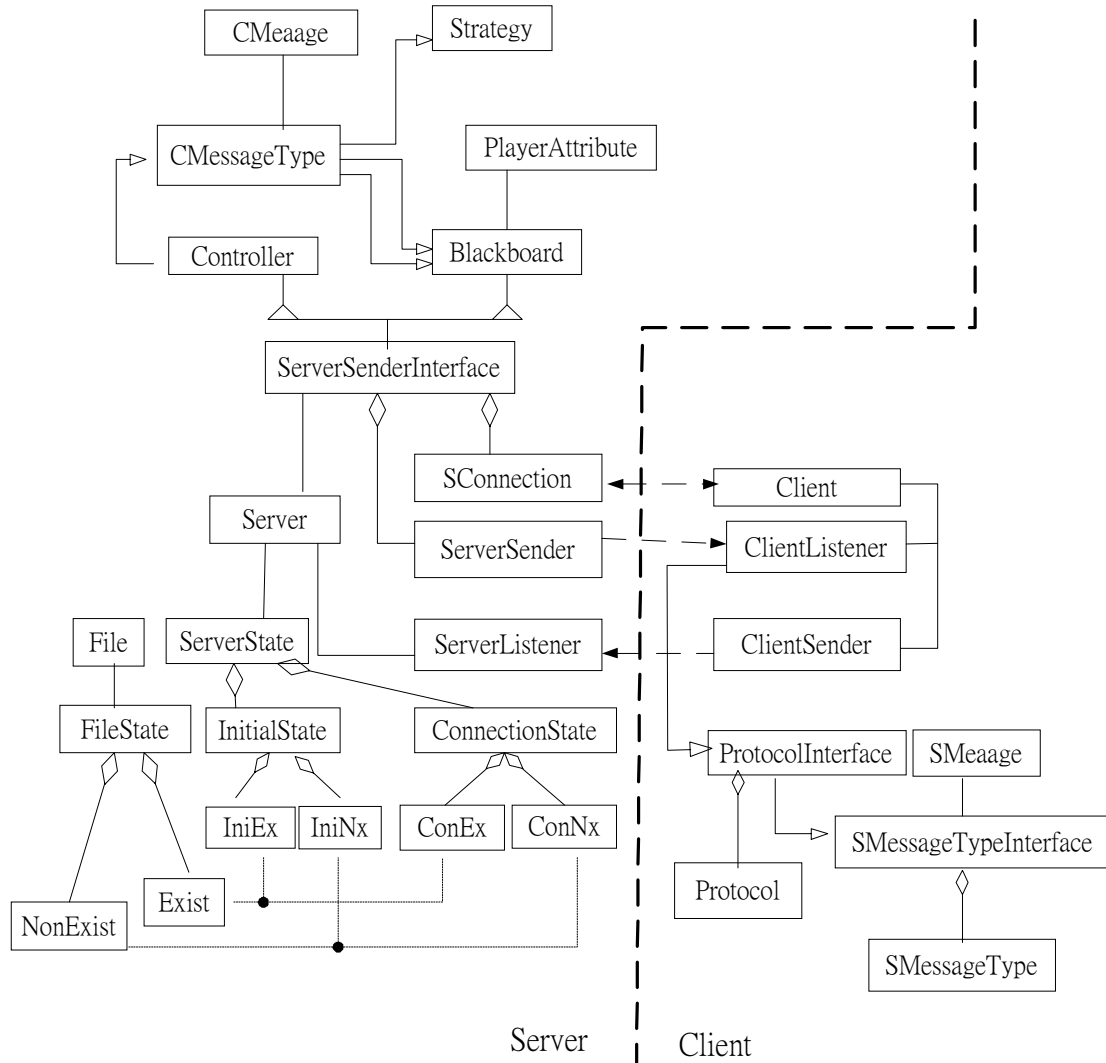 CMeaage
Strategy
CMessageType
PlayerAttribute
Controller
Blackboard
ServerSenderInterface
SConnection
Client
Server
ServerSender
ClientListener
File
ServerState
ServerListener
ClientSender
FileState
InitialState
ConnectionState
ProtocolInterface
SMeaage
IniEx
IniNx
ConEx
ConNx
SMessageTypeInterface
Exist
Protocol
NonExist
SMessageType
Server
Client